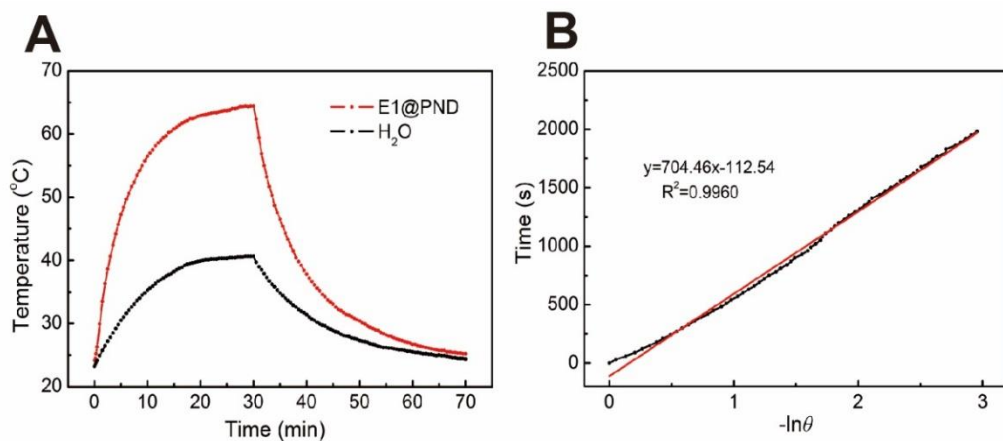 A
70
60
50
40
30
20
Temperature (°C)
E1@PND
H₂O
0 10 20 30 40 50 60 70
Time (min)
B
2500
2000
1500
1000
500
0
Time (s)
y=704.46x-112.54
R²=0.9960
0 1 2 3
-lnθ